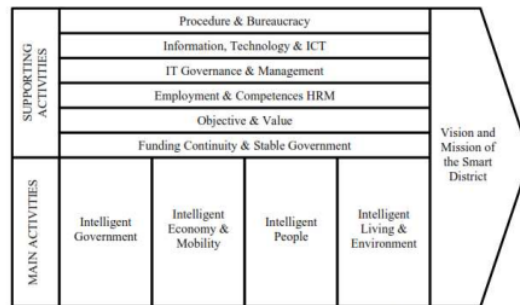 SUPPORTING
ACTIVITIES
Procedure & Bureaucracy
Information, Technology & ICT
IT Governance & Management
Employment & Competences HRM
Objective & Value
Funding Continuity & Stable Government
MAIN ACTIVITIES
Intelligent
Government
Intelligent
Economy &
Mobility
Intelligent
People
Intelligent
Living &
Environment
Vision and
Mission of
the Smart
District